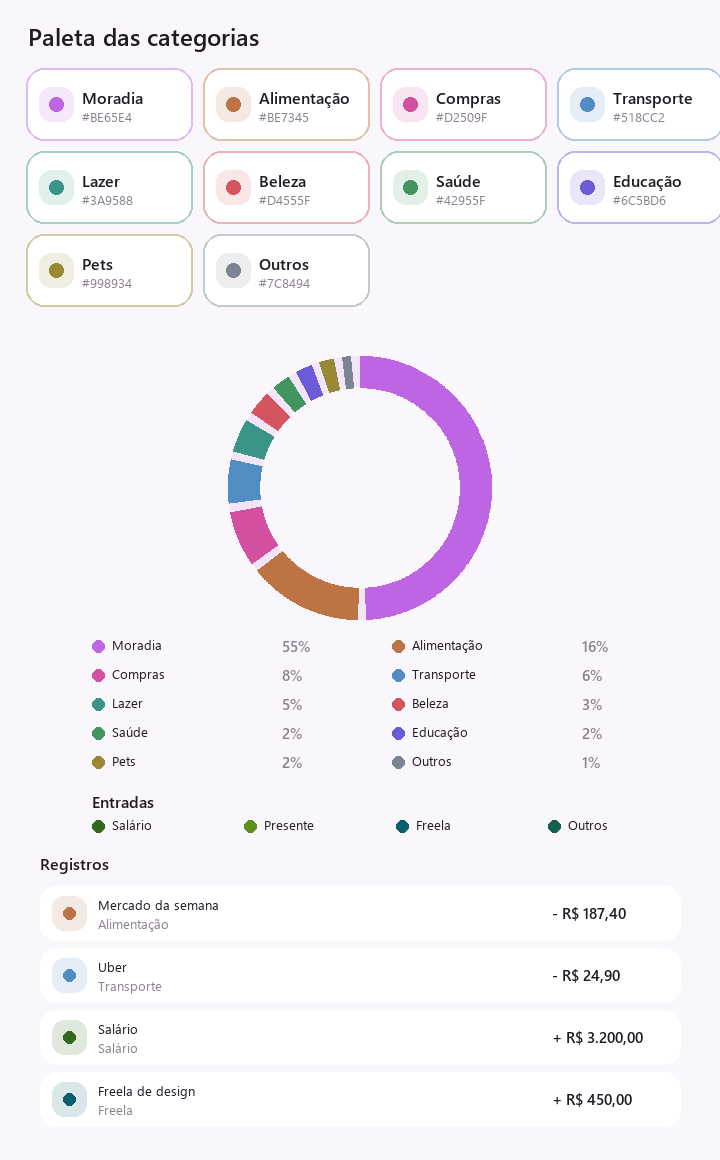 Paleta das categorias
Moradia
#BE65E4
Alimentação
#BE7345
Compras
#D2509F
Transporte
#518CC2
Lazer
#3A9588
Beleza
#D4555F
Saúde
#42955F
Educação
#6C5BD6
Pets
#998934
Outros
#7C8494
Moradia 55% Alimentação 16%
Compras 8% Transporte 6%
Lazer 5% Beleza 3%
Saúde 2% Educação 2%
Pets 2% Outros 1%
Entradas
Salário Presente Freela Outros
Registros
Mercado da semana
Alimentação
- R$ 187,40
Uber
Transporte
- R$ 24,90
Salário
Salário
+ R$ 3.200,00
Freela de design
Freela
+ R$ 450,00